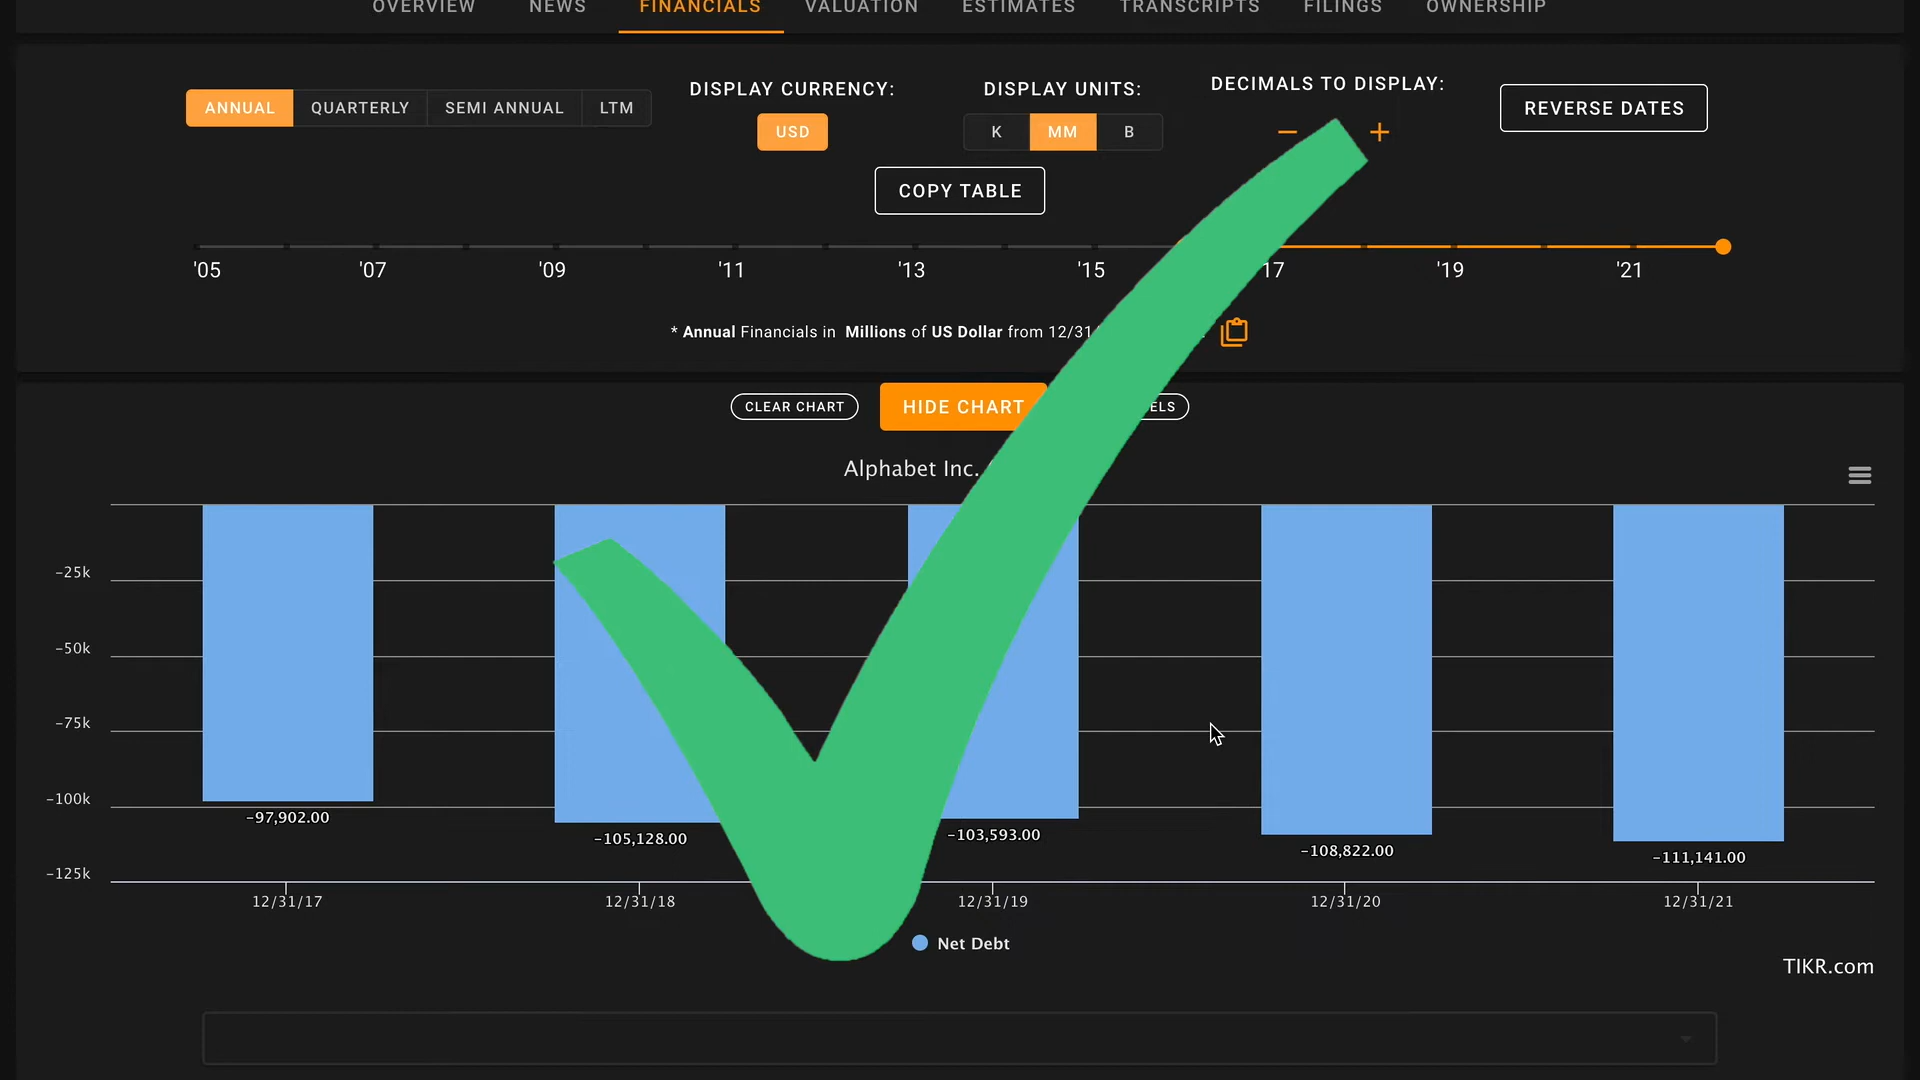 OVERVIEW NEWS FINANCIALS VALUATION ESTIMATES TRANSCRIPTS FILINGS OWNERSHIP
ANNUAL QUARTERLY SEMI ANNUAL LTM
DISPLAY CURRENCY:
USD
DISPLAY UNITS:
K MM B
DECIMALS TO DISPLAY:
− +
REVERSE DATES
COPY TABLE
'05 '07 '09 '11 '13 '15 17 '19 '21
* Annual Financials in Millions of US Dollar from 12/31
CLEAR CHART HIDE CHART ELS
Alphabet Inc.
-25k
-50k
-75k
-100k
-125k
-97,902.00 -105,128.00 -103,593.00 -108,822.00 -111,141.00
12/31/17 12/31/18 12/31/19 12/31/20 12/31/21
Net Debt
TIKR.com